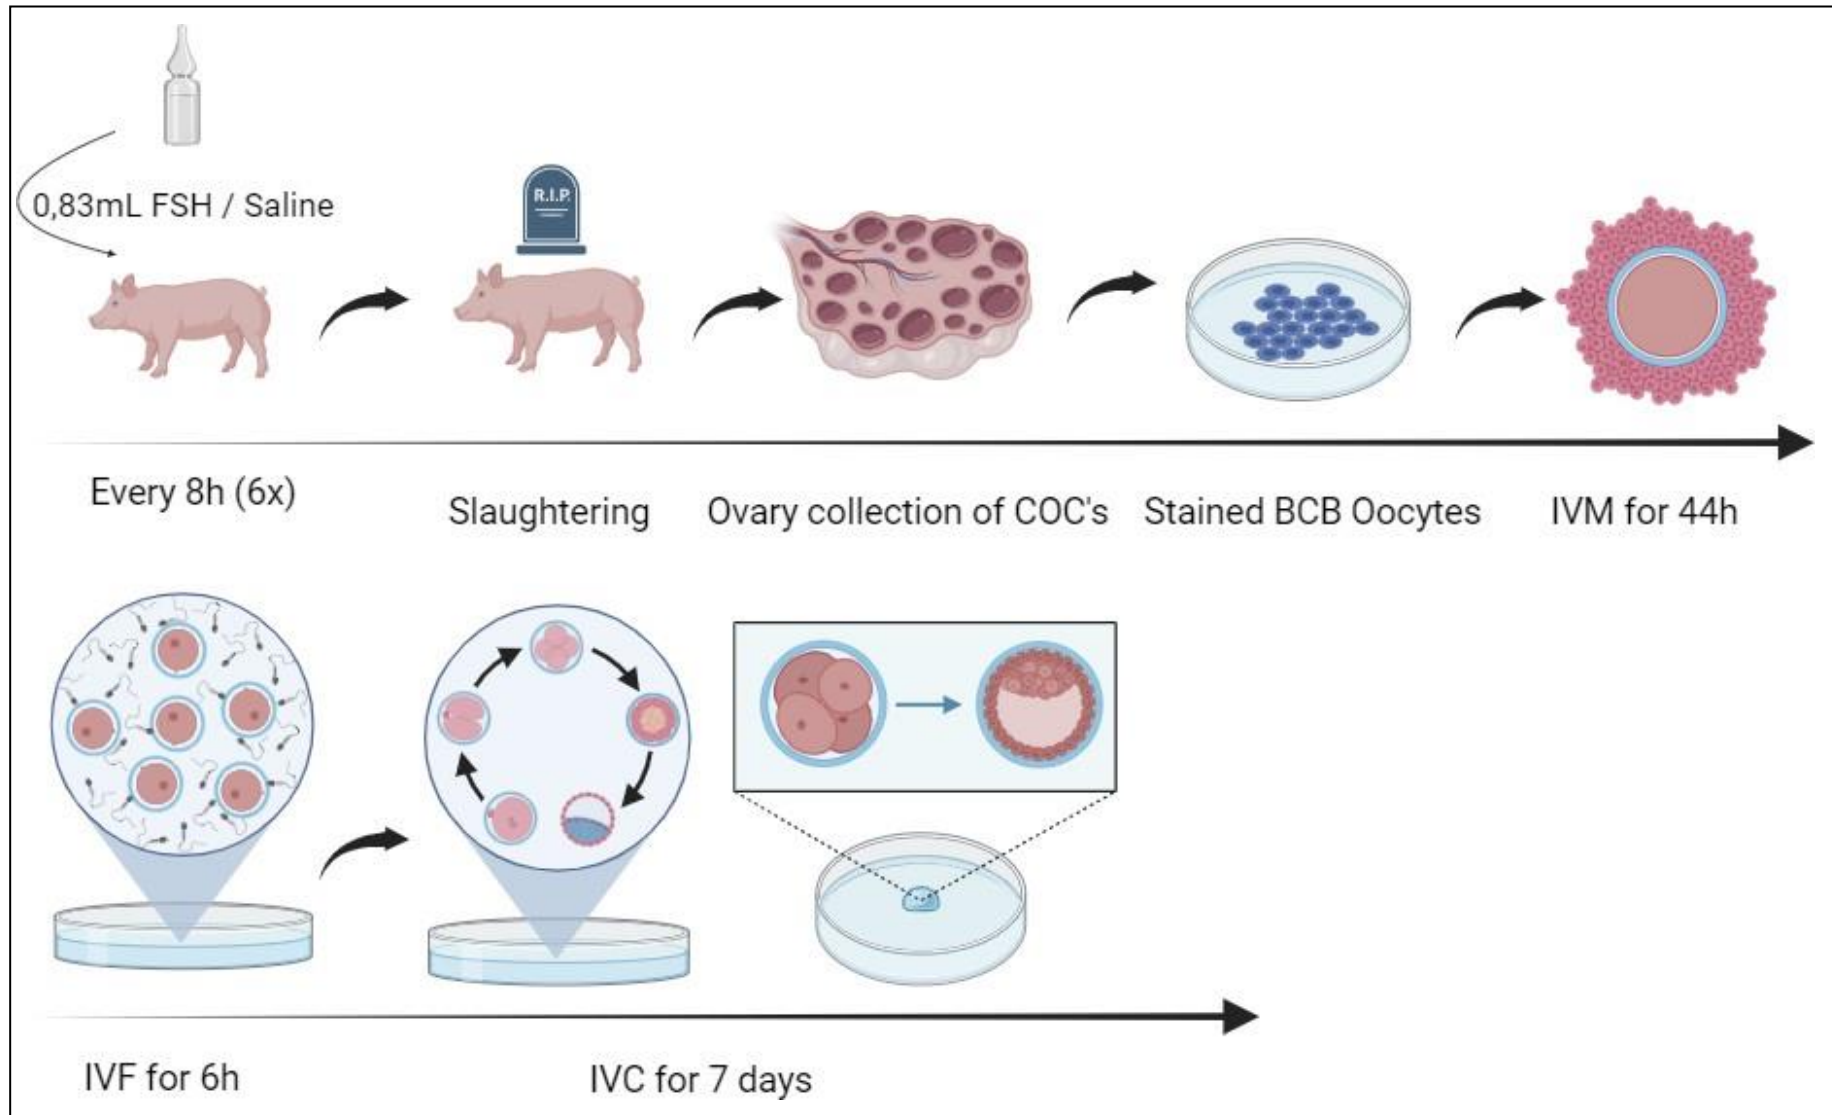 0,83mL FSH / Saline
R.I.P.
Every 8h (6x)
Slaughtering
Ovary collection of COC's
Stained BCB Oocytes
IVM for 44h
IVF for 6h
IVC for 7 days